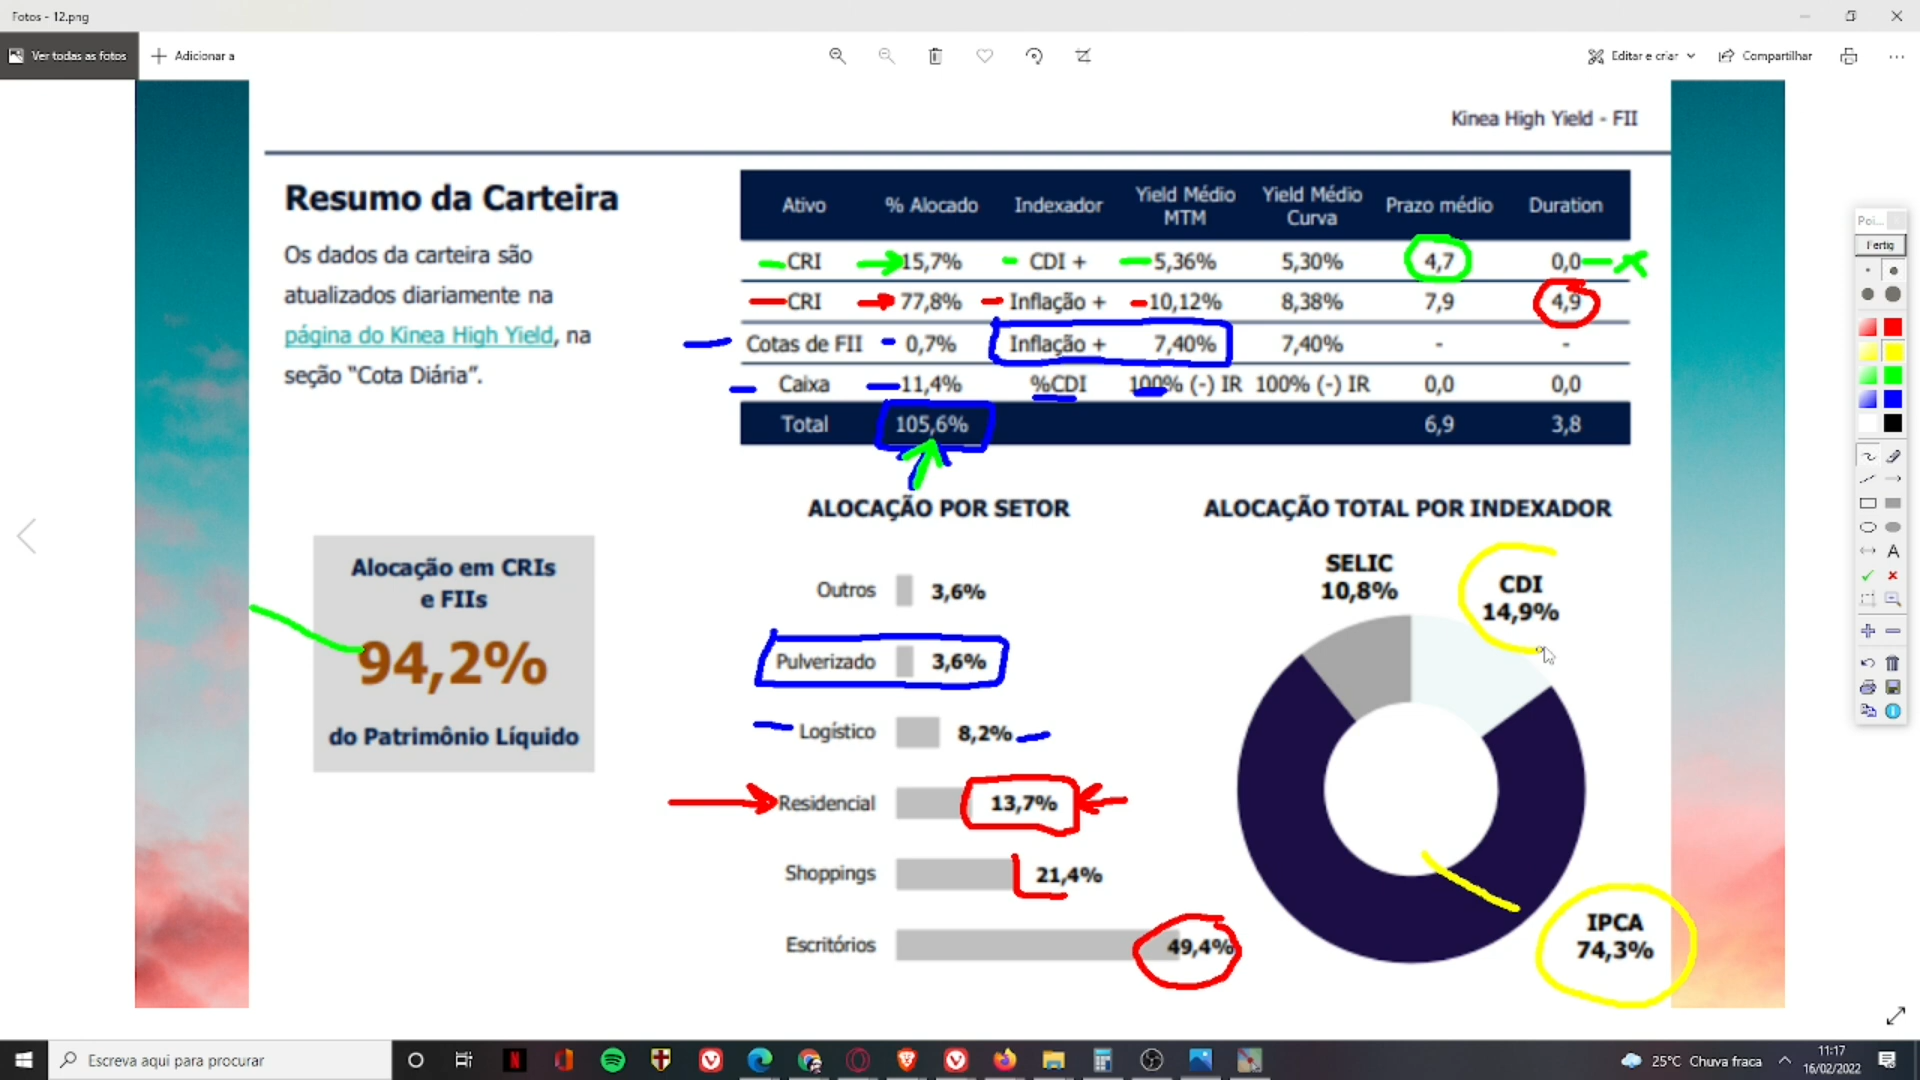 Fotos - 12.png
Ver todas as fotos
Adicionar a
Editar e criar
Compartilhar
Kinea High Yield - FII
Resumo da Carteira
Os dados da carteira são
atualizados diariamente na
página do Kinea High Yield, na
seção "Cota Diária".
Ativo % Alocado Indexador Yield Médio MTM Yield Médio Curva Prazo médio Duration
CRI 15,7% CDI + 5,36% 5,30% 4,7 0,0
CRI 77,8% Inflação + 10,12% 8,38% 7,9 4,9
Cotas de FII 0,7% Inflação + 7,40% 7,40% - -
Caixa 11,4% %CDI 100% (-) IR 100% (-) IR 0,0 0,0
Total 105,6% 6,9 3,8
Alocação em CRIs
e FIIs
94,2%
do Patrimônio Líquido
ALOCAÇÃO POR SETOR
Outros 3,6%
Pulverizado 3,6%
Logístico 8,2%
Residencial 13,7%
Shoppings 21,4%
Escritórios 49,4%
ALOCAÇÃO TOTAL POR INDEXADOR
SELIC
10,8%
CDI
14,9%
IPCA
74,3%
Poi...
Fertig
A
Escreva aqui para procurar
25°C Chuva fraca
11:17
16/02/2022